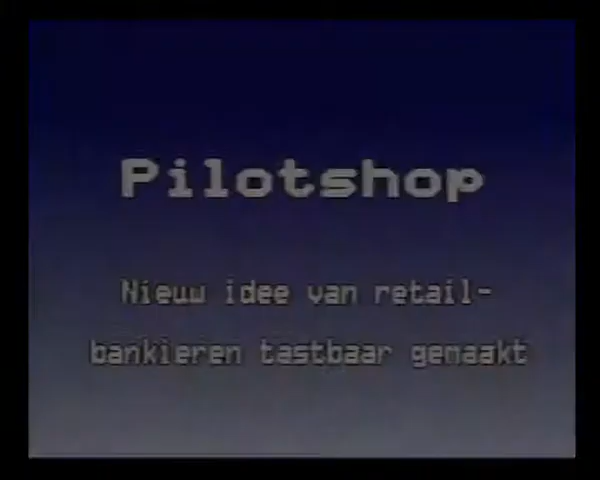 Pilotshop
Nieuw idee van retail-
bankieren tastbaar gemaakt